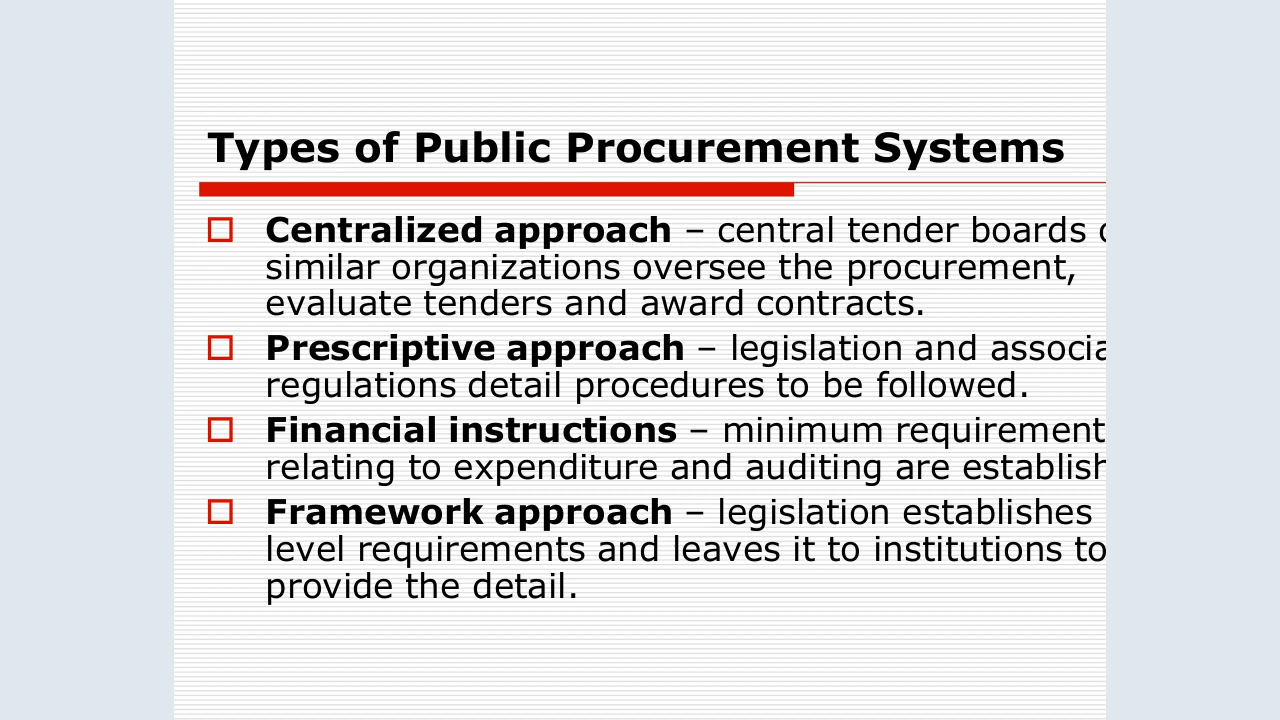 Types of Public Procurement Systems
Centralized approach – central tender boards
similar organizations oversee the procurement,
evaluate tenders and award contracts.
Prescriptive approach – legislation and
regulations detail procedures to be followed.
Financial instructions – minimum requirement
relating to expenditure and auditing are
Framework approach – legislation establishes
level requirements and leaves it to institutions to
provide the detail.